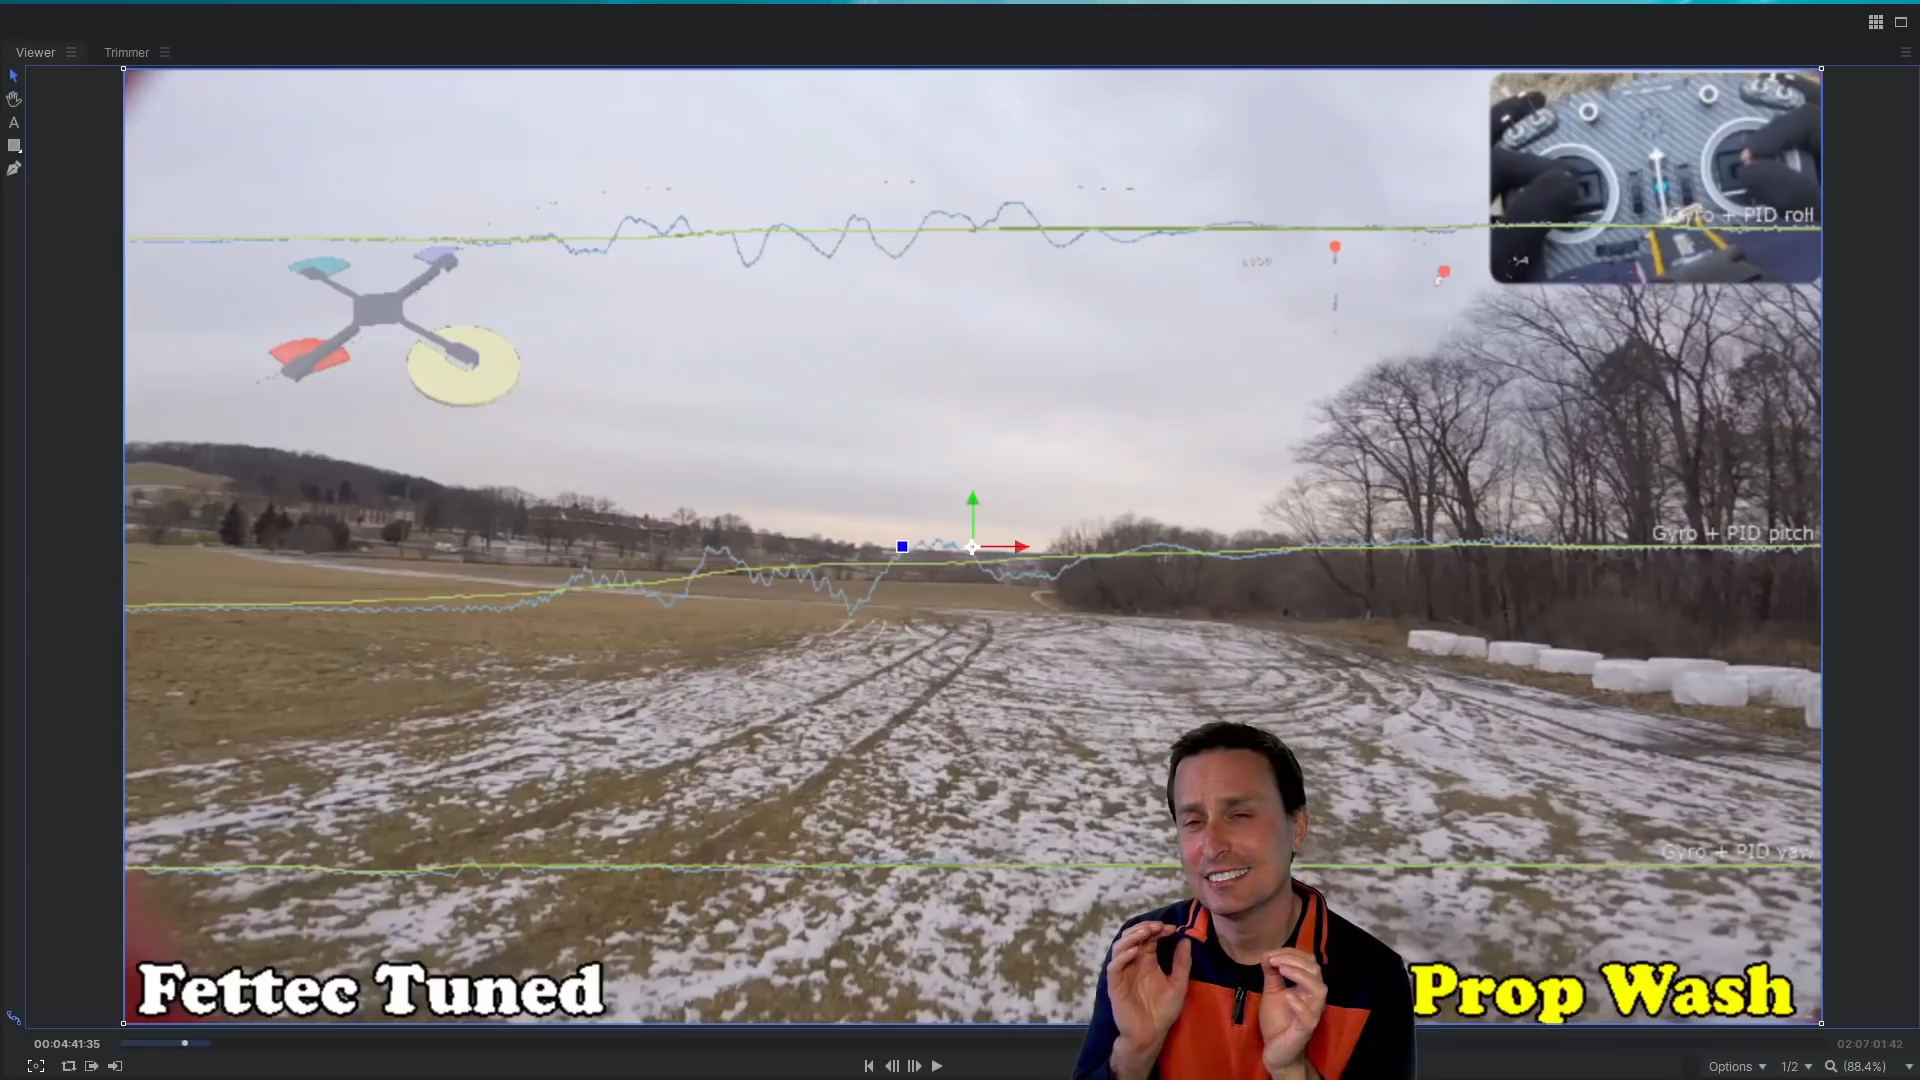 Viewer
Trimmer
A
Gyro + PID roll
Gyro + PID pitch
Gyro + PID yaw
Fettec Tuned
Prop Wash
00:04:41:35
02:07:01:42
Options
1/2
(88.4%)